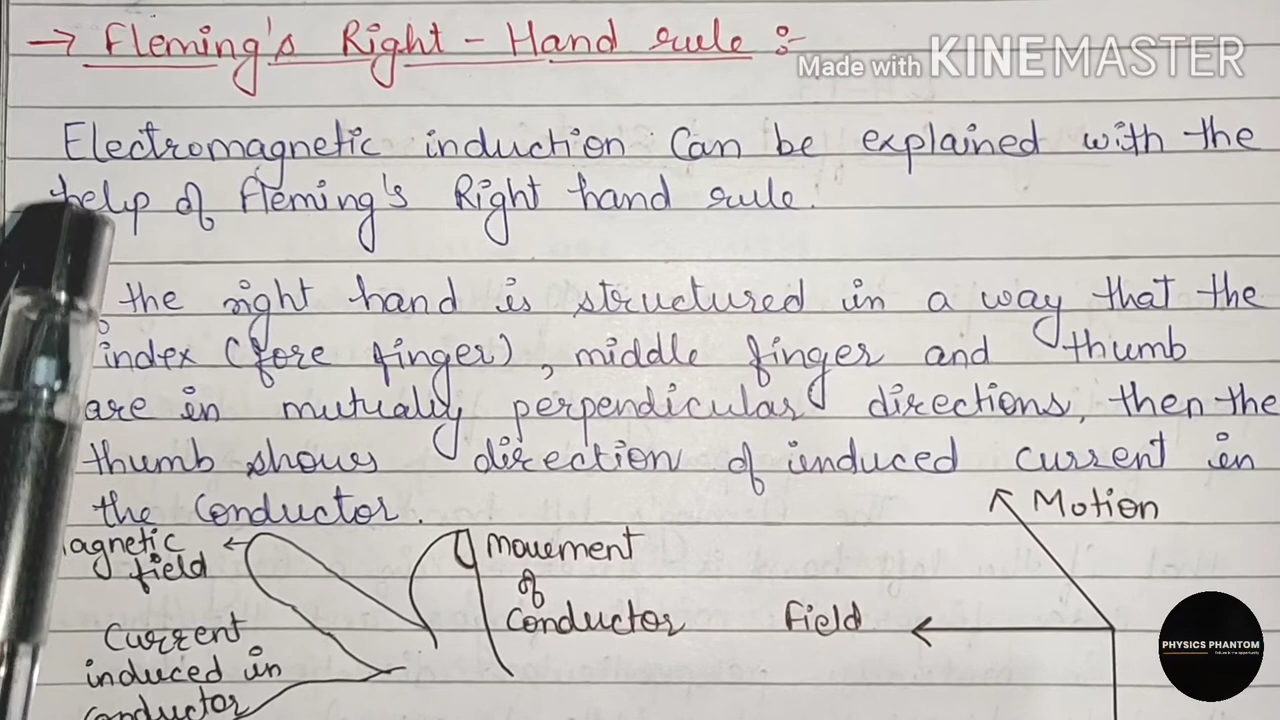 → Fleming's Right-Hand rule :-
Made with KINEMASTER
Electromagnetic induction can be explained with the
help of Fleming's Right hand rule.
the right hand is structured in a way that the
index (fore finger), middle finger and thumb
are in mutually perpendicular directions, then the
thumb shows direction of induced current in
the conductor.
Motion
agnetic
field
movement
of
conductor
Field
Current
induced in
conductor
PHYSICS PHANTOM